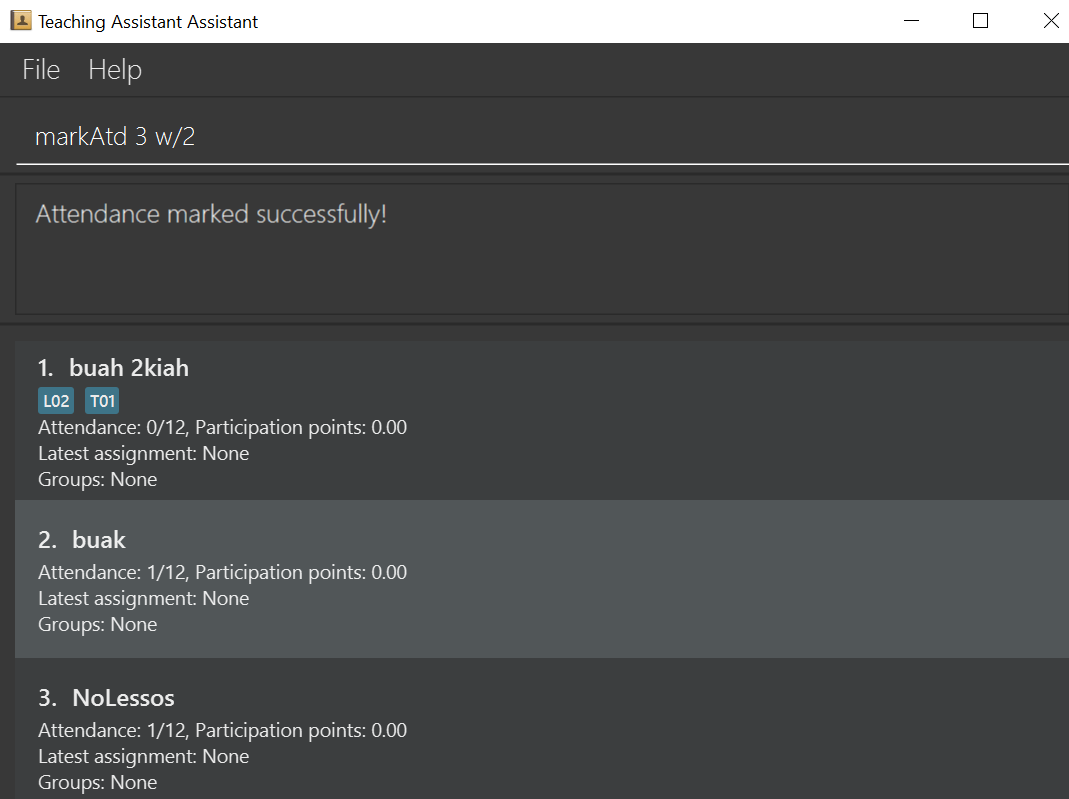 Teaching Assistant Assistant
File Help
markAtd 3 w/2
Attendance marked successfully!
1. buah 2kiah
L02 T01
Attendance: 0/12, Participation points: 0.00
Latest assignment: None
Groups: None
2. buak
Attendance: 1/12, Participation points: 0.00
Latest assignment: None
Groups: None
3. NoLessos
Attendance: 1/12, Participation points: 0.00
Latest assignment: None
Groups: None